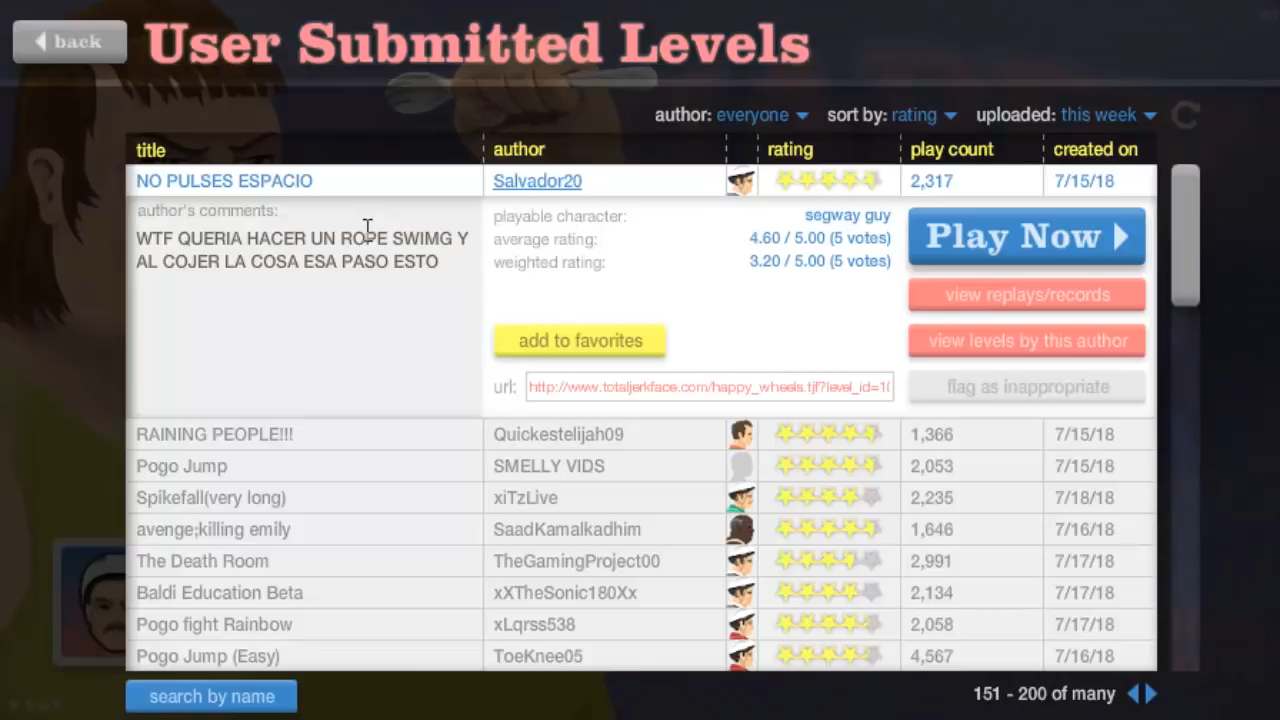 back
User Submitted Levels
author: everyone sort by: rating uploaded: this week
title author rating play count created on
NO PULSES ESPACIO Salvador20 2,317 7/15/18
author's comments:
WTF QUERIA HACER UN ROPE SWIMG Y
AL COJER LA COSA ESA PASO ESTO
playable character: segway guy
average rating: 4.60 / 5.00 (5 votes)
weighted rating: 3.20 / 5.00 (5 votes)
add to favorites
url: http://www.totaljerkface.com/happy_wheels.tjf?level_id=1(
Play Now
view replays/records
view levels by this author
flag as inappropriate
RAINING PEOPLE!!! Quickestelijah09 1,366 7/15/18
Pogo Jump SMELLY VIDS 2,053 7/15/18
Spikefall(very long) xiTzLive 2,235 7/18/18
avenge;killing emily SaadKamalkadhim 1,646 7/16/18
The Death Room TheGamingProject00 2,991 7/17/18
Baldi Education Beta xXTheSonic180Xx 2,134 7/17/18
Pogo fight Rainbow xLqrss538 2,058 7/17/18
Pogo Jump (Easy) ToeKnee05 4,567 7/16/18
search by name
151 - 200 of many